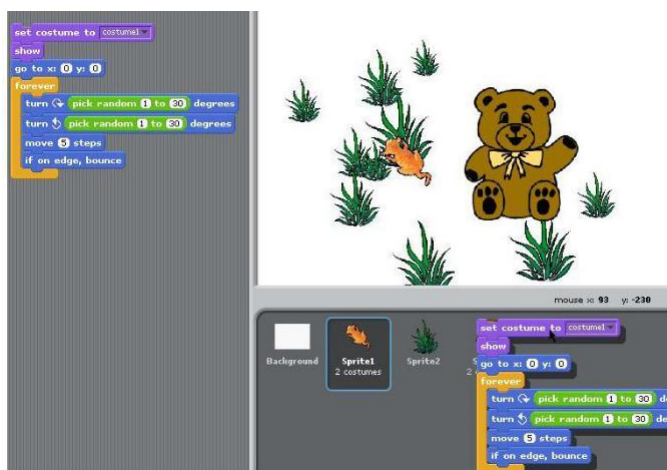 set costume to costume1
show
go to x: 0 y: 0
forever
turn pick random 1 to 30 degrees
turn pick random 1 to 30 degrees
move 5 steps
if on edge, bounce
mouse x: 93 y: -230
Background
Sprite1
2 costumes
Sprite2
S
2
set costume to costume1
show
go to x: 0 y: 0
forever
turn pick random 1 to 30 de
turn pick random 1 to 30 de
move 5 steps
if on edge, bounce